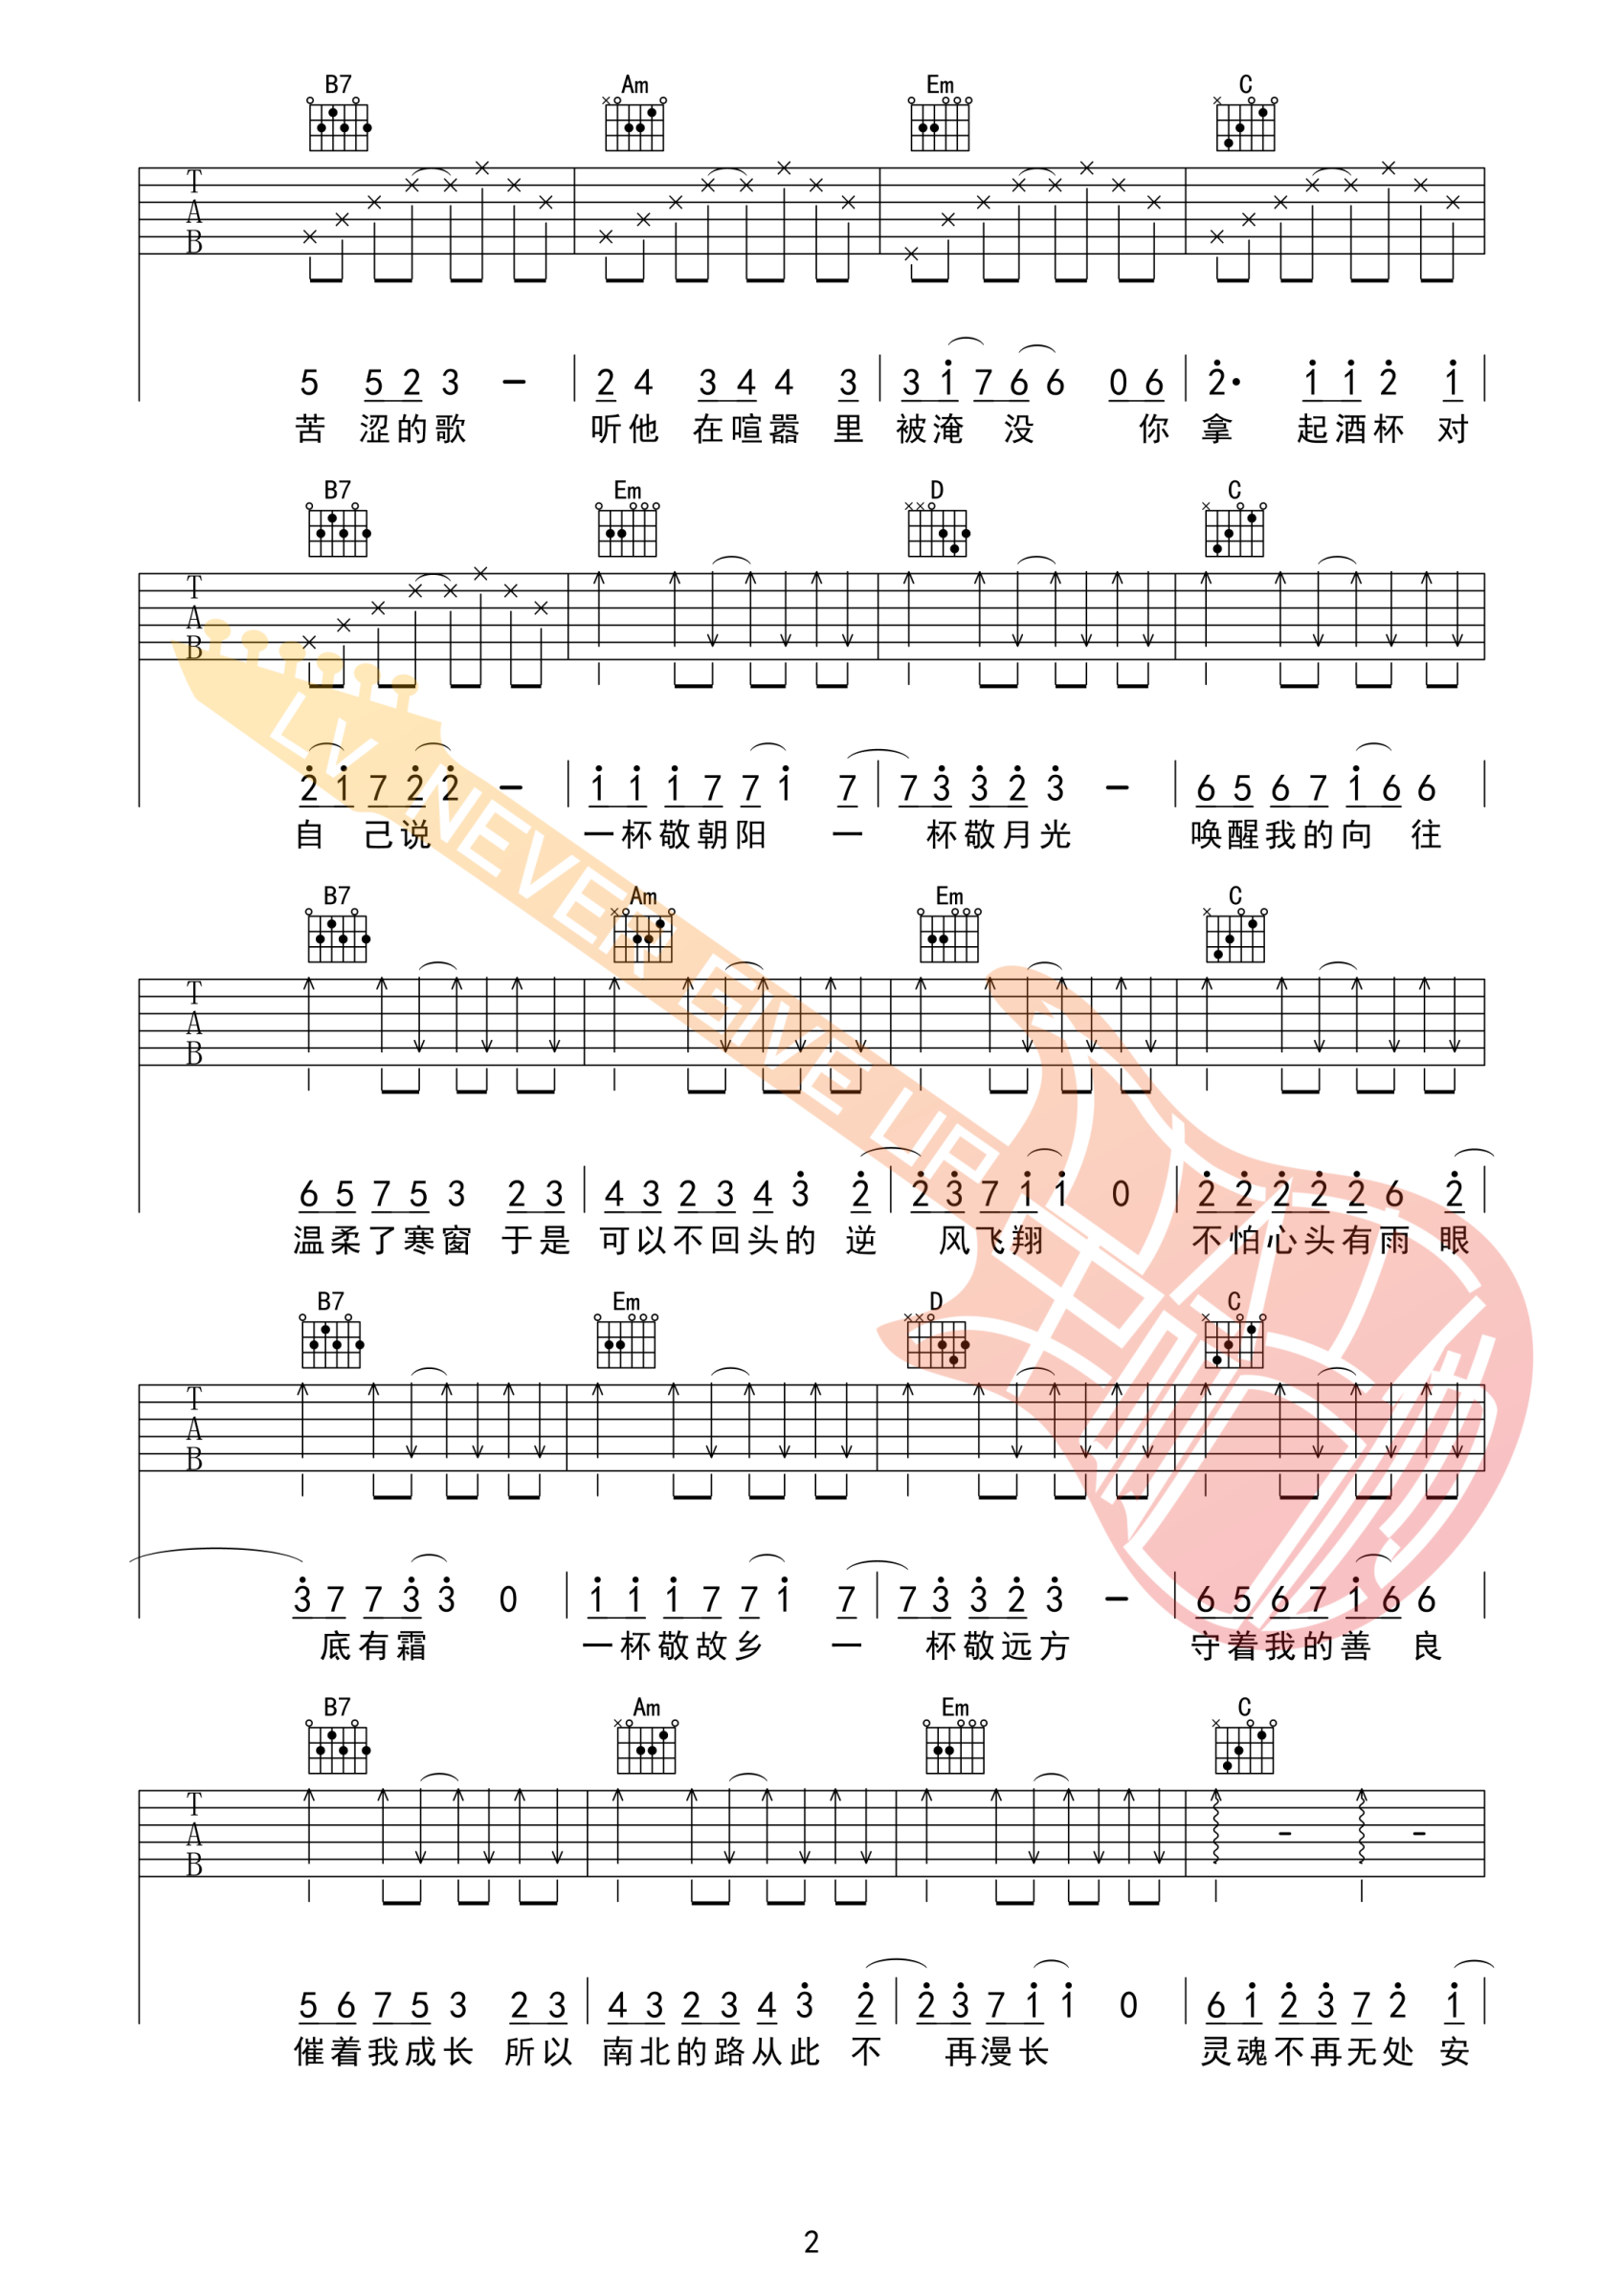 B7 Am Em C
T A B
5 5 2 3 – 2 4 3 4 4 3 3 1 7 6 6 0 6 2· 1 1 2 1
苦 涩的歌 听他 在喧嚣 里 被淹 没 你 拿 起酒杯 对
B7 Em D C
T A B
2 1 7 2 2 – 1 1 1 7 7 1 7 7 3 3 2 3 – 6 5 6 7 1 6 6
自 己说 一杯敬朝阳 一 杯敬月光 唤醒我的向 往
B7 Am Em C
T A B
6 5 7 5 3 2 3 4 3 2 3 4 3 2 2 3 7 1 1 0 2 2 2 2 2 6 2
温柔了寒窗 于是 可以不回头的 逆 风飞翔 不怕心头有雨 眼
B7 Em D C
T A B
3 7 7 3 3 0 1 1 1 7 7 1 7 7 3 3 2 3 – 6 5 6 7 1 6 6
底有霜 一杯敬故乡 一 杯敬远方 守着我的善 良
B7 Am Em C
T A B
5 6 7 5 3 2 3 4 3 2 3 4 3 2 2 3 7 1 1 0 6 1 2 3 7 2 1
催着我成长 所以 南北的路从此 不 再漫长 灵魂不再无处 安
LV NEVER GIVE UP
2